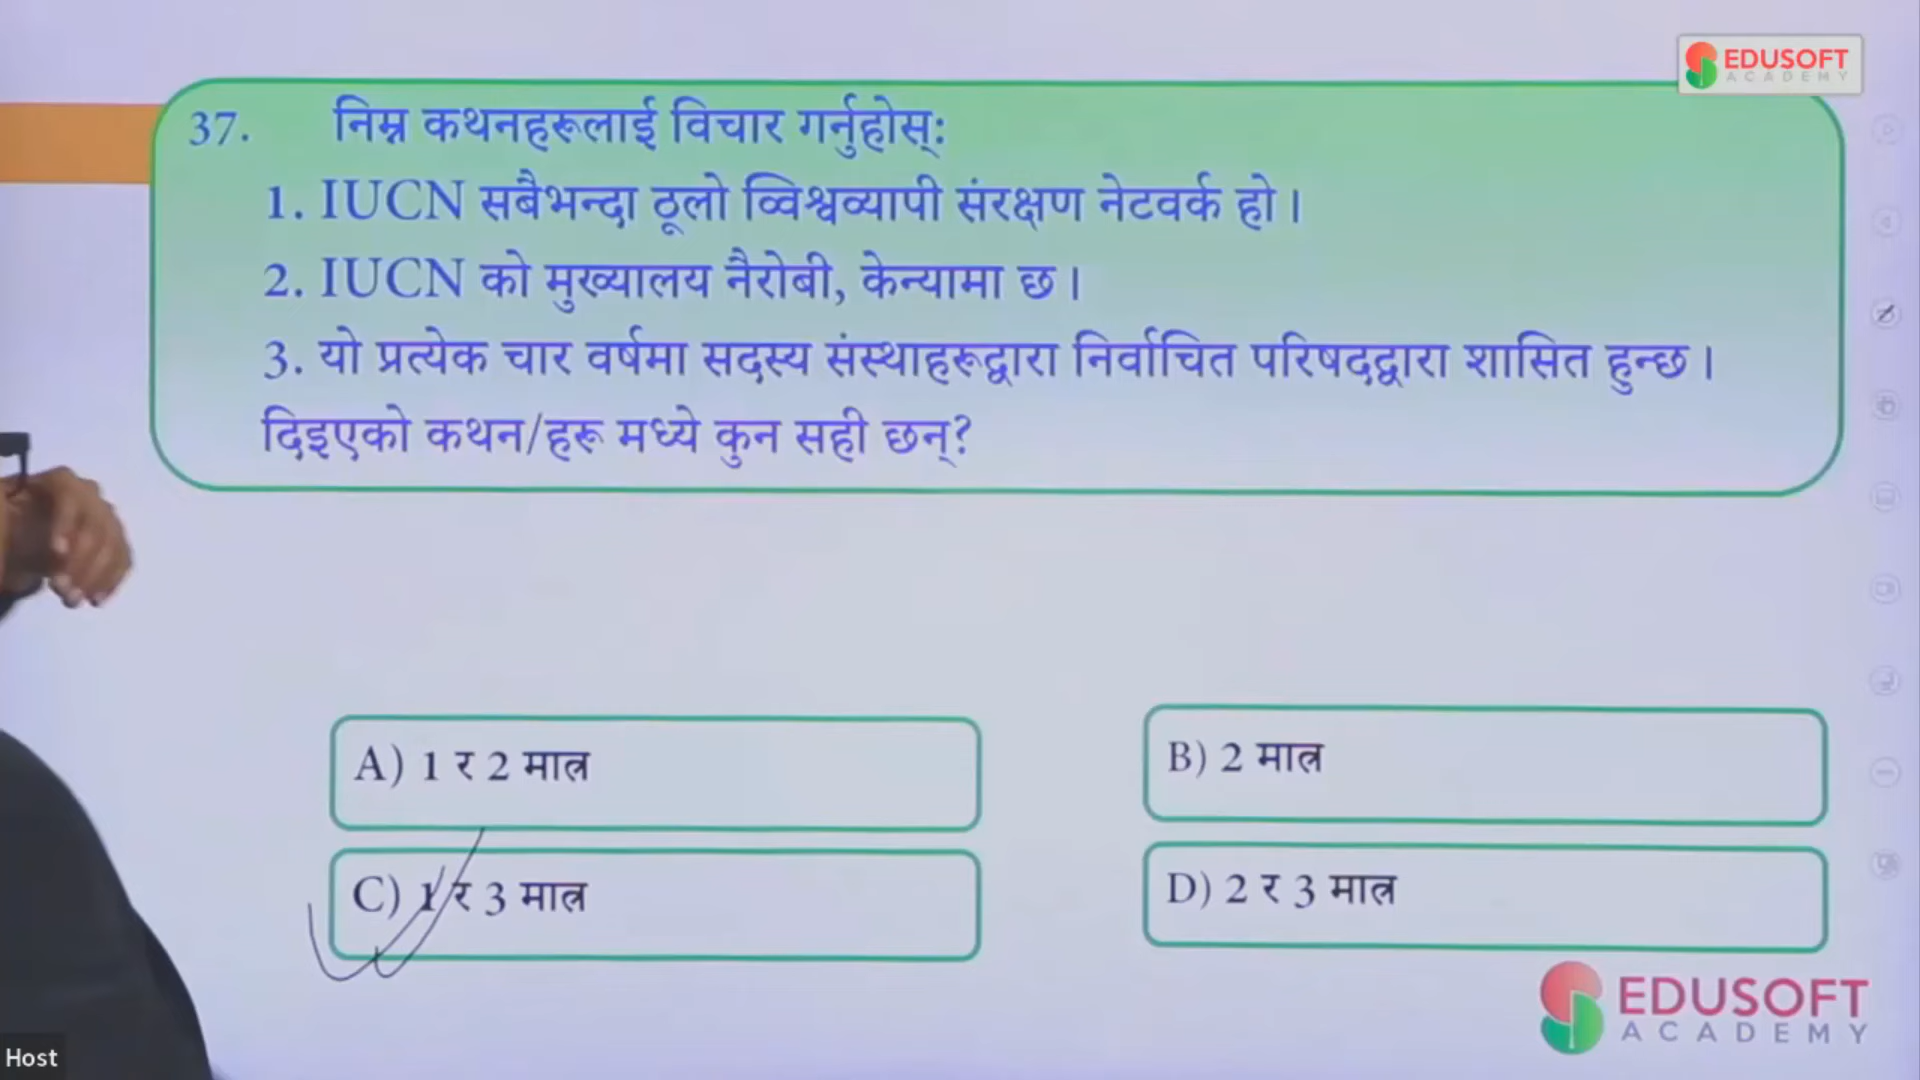 EDUSOFT
ACADEMY
37. निम्न कथनहरूलाई विचार गर्नुहोस्:
1. IUCN सबैभन्दा ठूलो व्विश्वव्यापी संरक्षण नेटवर्क हो।
2. IUCN को मुख्यालय नैरोबी, केन्यामा छ।
3. यो प्रत्येक चार वर्षमा सदस्य संस्थाहरूद्वारा निर्वाचित परिषदद्वारा शासित हुन्छ।
दिइएको कथन/हरू मध्ये कुन सही छन्?
A) 1 र 2 मात्र
B) 2 मात्र
C) 1 र 3 मात्र
D) 2 र 3 मात्र
EDUSOFT
ACADEMY
Host